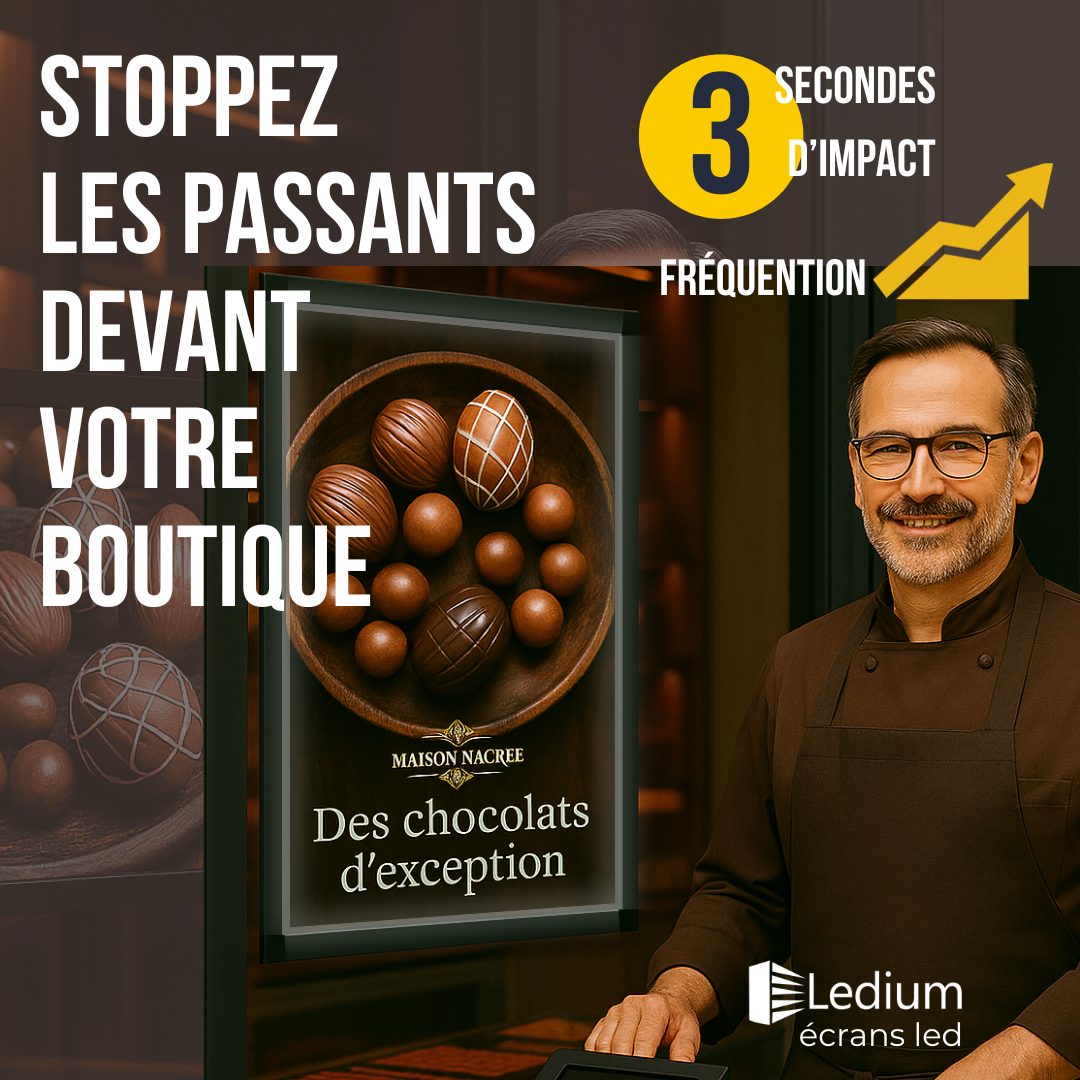 STOPPEZ
LES PASSANTS
DEVANT
VOTRE
BOUTIQUE
3
SECONDES
D'IMPACT
FRÉQUENTION
MAISON NACREE
Des chocolats
d'exception
Ledium
écrans led